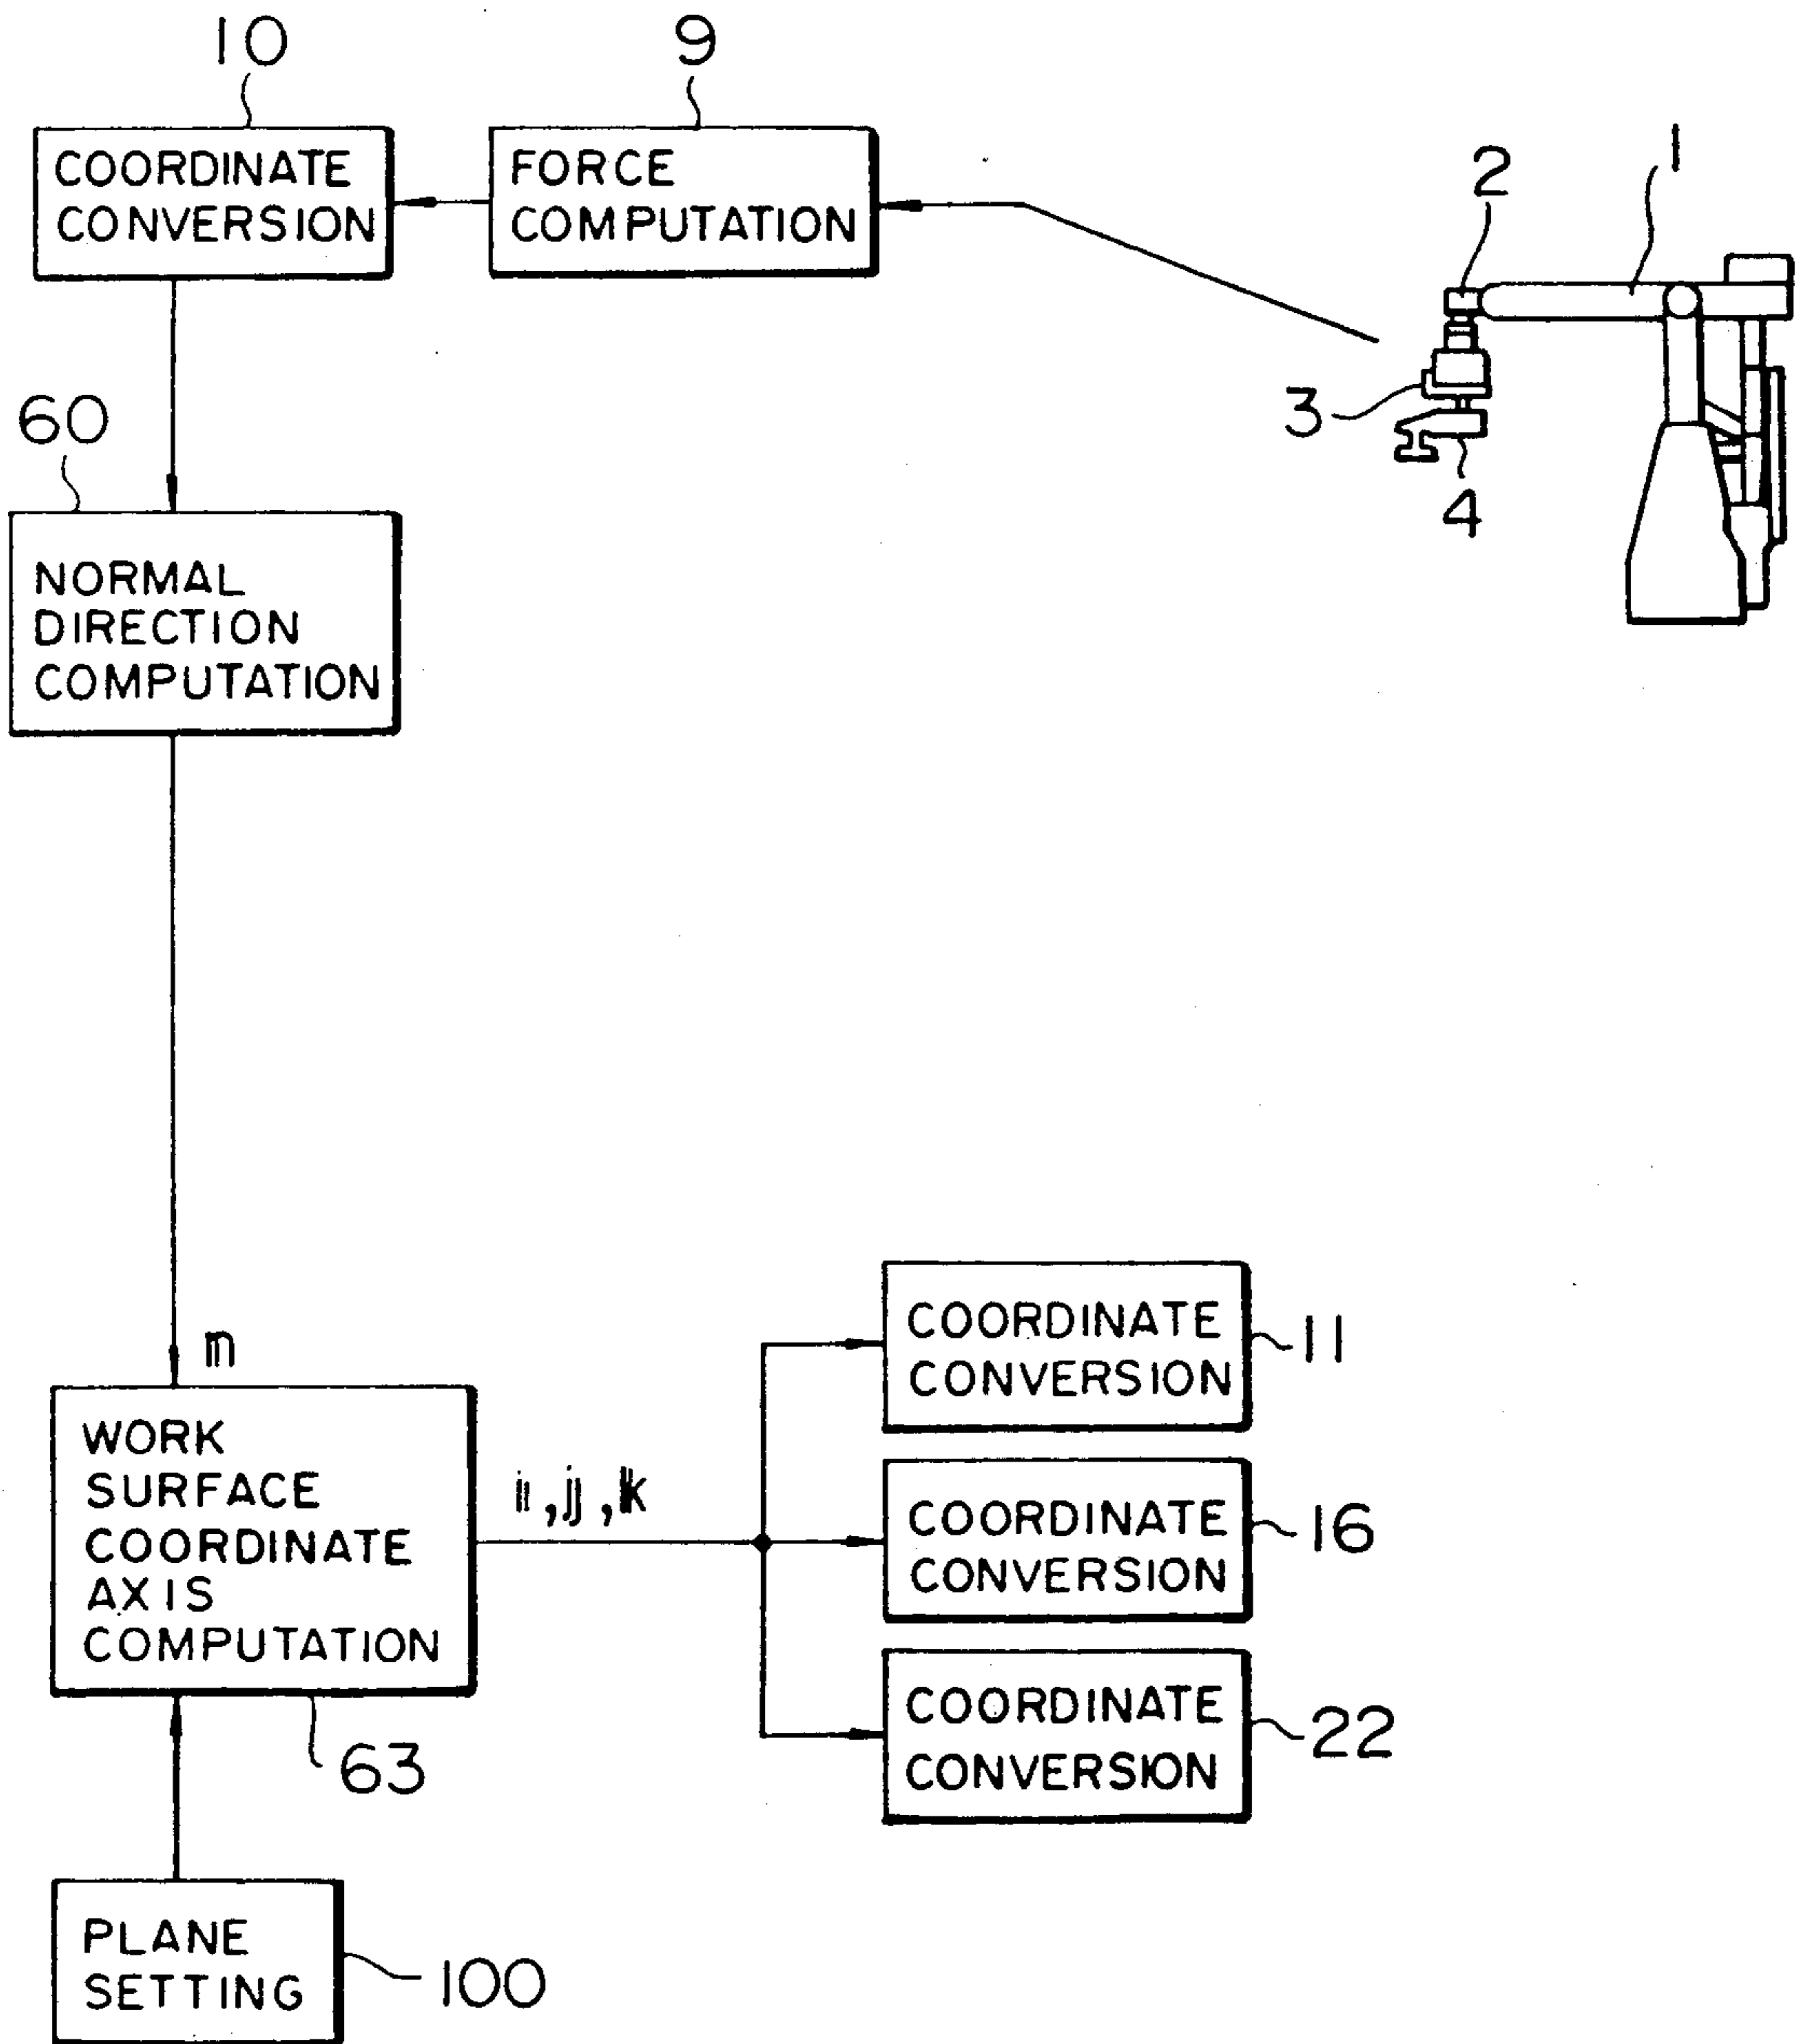 10
9
COORDINATE
CONVERSION
FORCE
COMPUTATION
1
2
3
4
60
NORMAL
DIRECTION
COMPUTATION
m
WORK
SURFACE
COORDINATE
AXIS
COMPUTATION
63
i, j, k
COORDINATE
CONVERSION
11
COORDINATE
CONVERSION
16
COORDINATE
CONVERSION
22
PLANE
SETTING
100